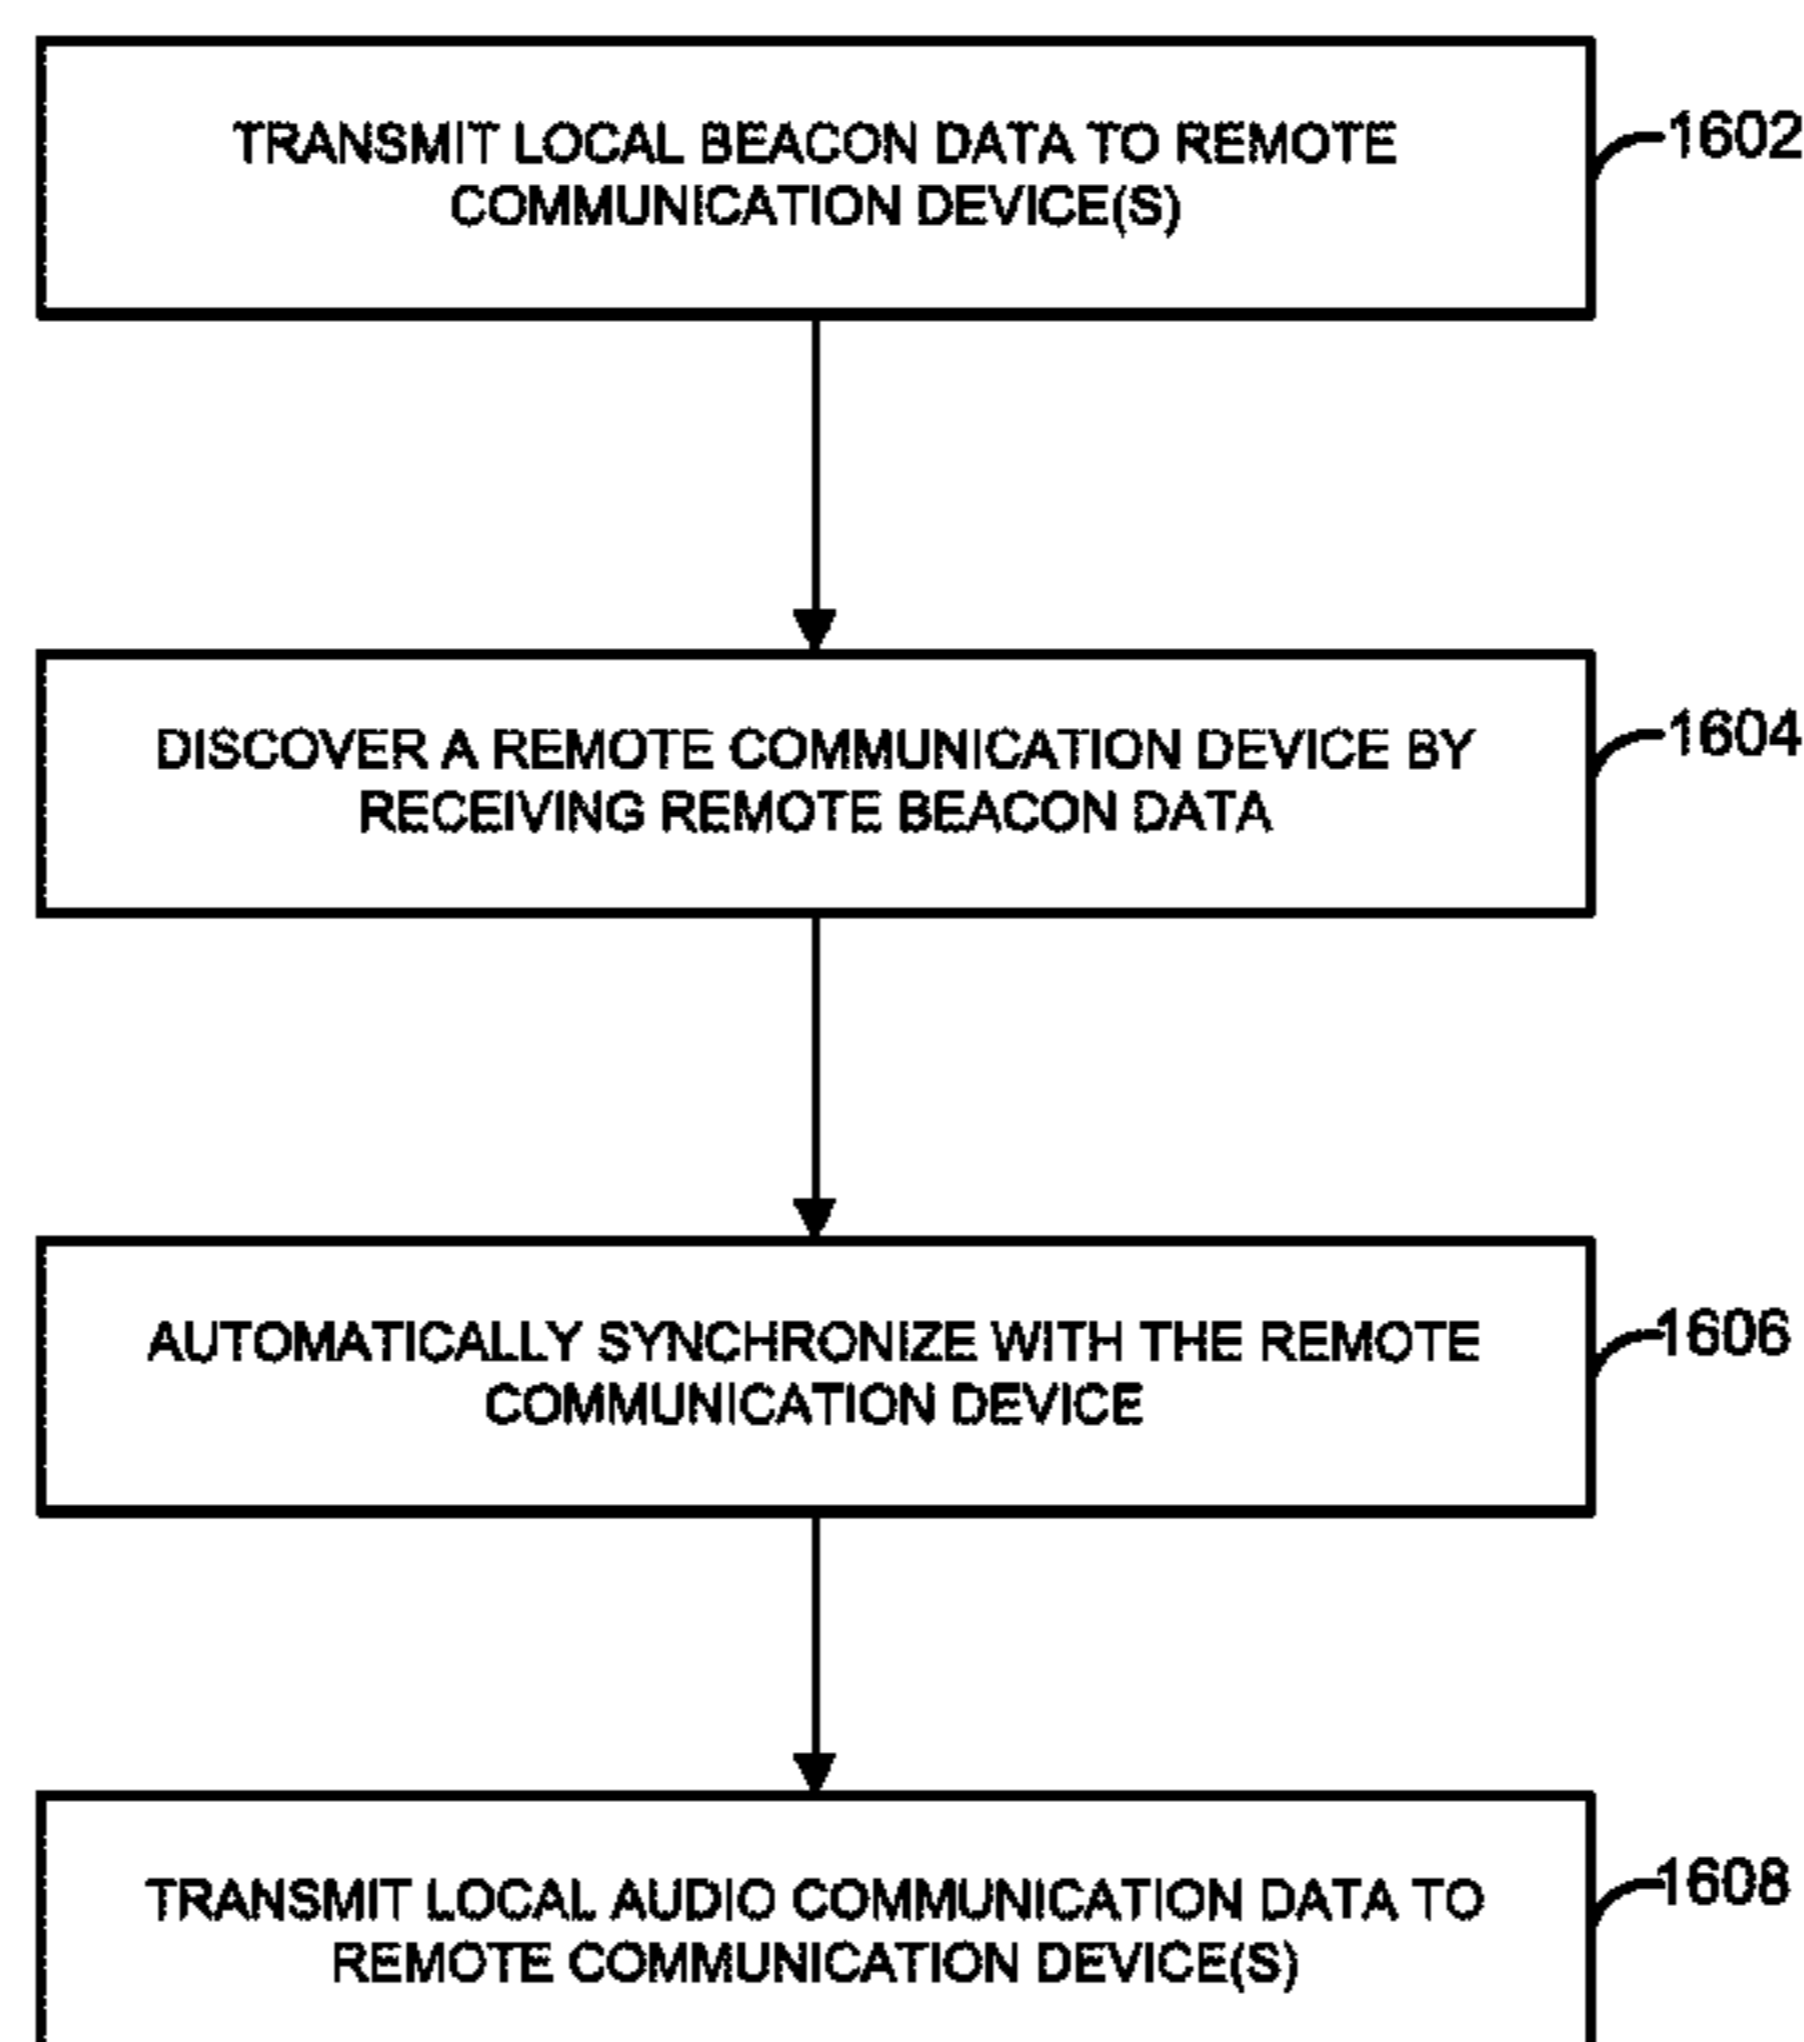 TRANSMIT LOCAL BEACON DATA TO REMOTE
COMMUNICATION DEVICE(S)
1602
DISCOVER A REMOTE COMMUNICATION DEVICE BY
RECEIVING REMOTE BEACON DATA
1604
AUTOMATICALLY SYNCHRONIZE WITH THE REMOTE
COMMUNICATION DEVICE
1606
TRANSMIT LOCAL AUDIO COMMUNICATION DATA TO
REMOTE COMMUNICATION DEVICE(S)
1608